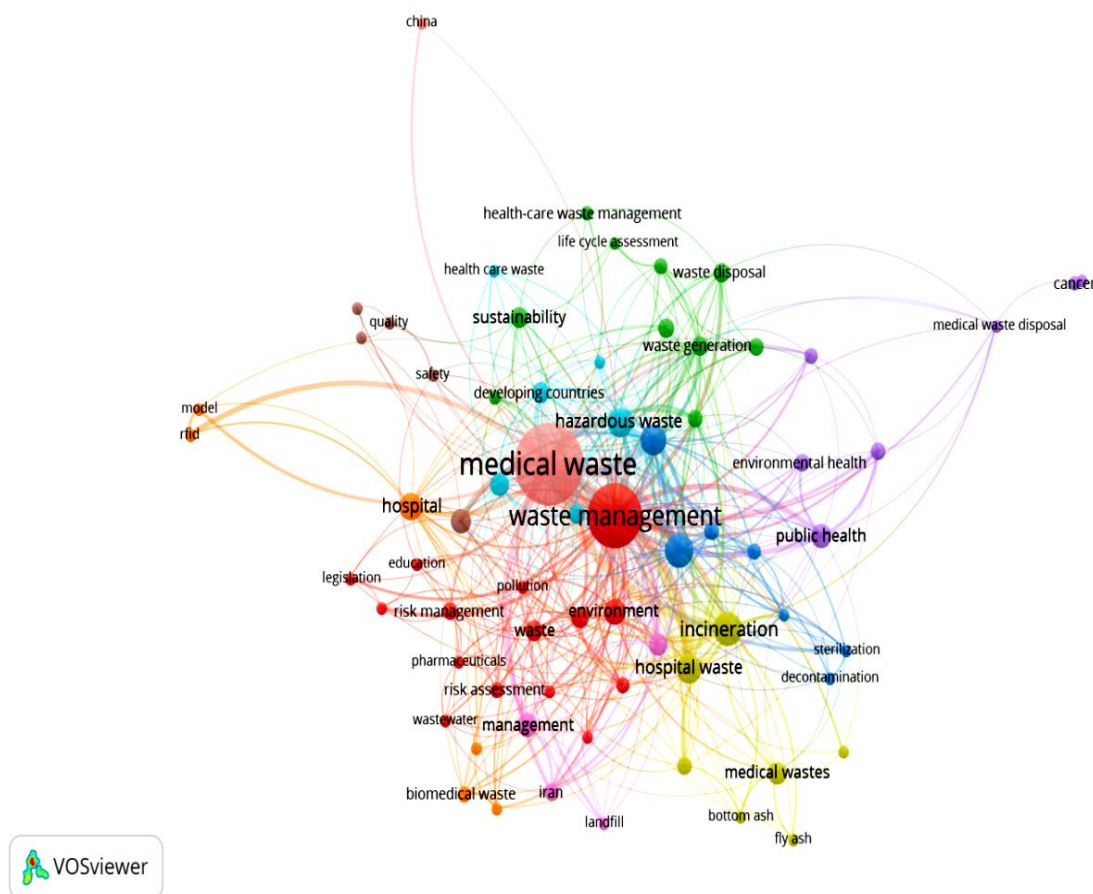 china
health-care waste management
life cycle assessment
health care waste
waste disposal
cancer
sustainability
quality
medical waste disposal
waste generation
safety
developing countries
model
hazardous waste
rfid
medical waste
environmental health
hospital
waste management
public health
education
legislation
pollution
risk management
environment
waste
incineration
sterilization
pharmaceuticals
hospital waste
decontamination
risk assessment
wastewater
management
medical wastes
biomedical waste
iran
bottom ash
landfill
fly ash
VOSviewer